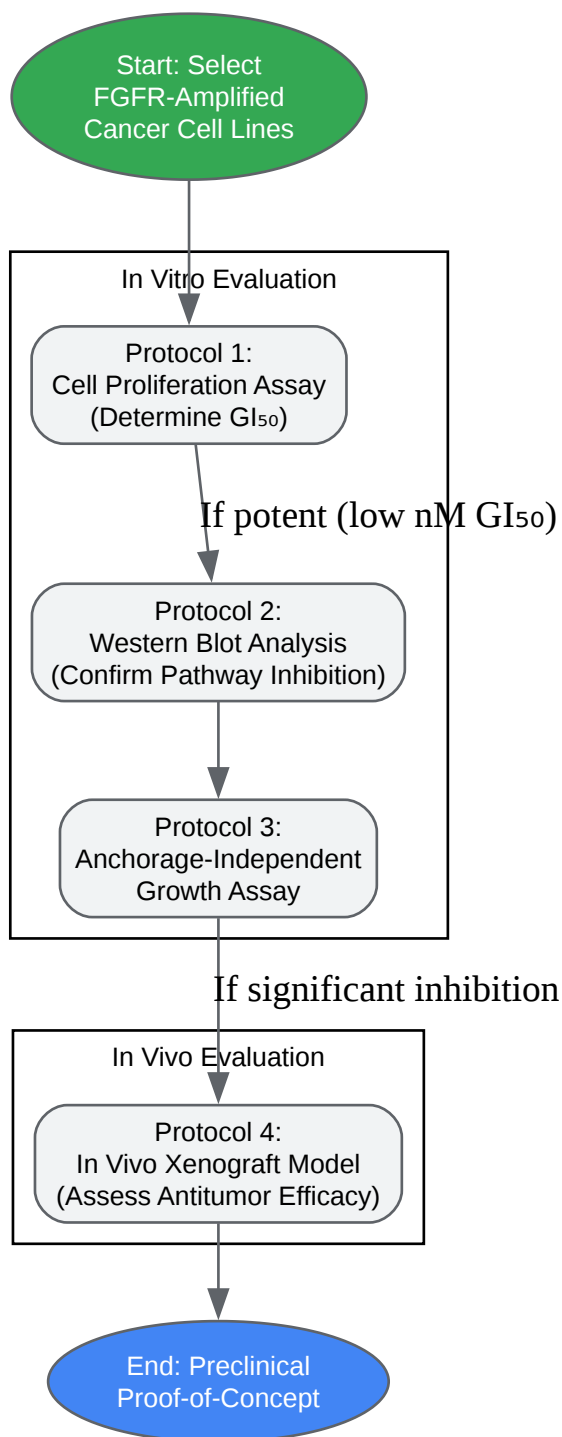 Start: Select
FGFR-Amplified
Cancer Cell Lines
In Vitro Evaluation
Protocol 1:
Cell Proliferation Assay
(Determine GI₅₀)
If potent (low nM GI₅₀)
Protocol 2:
Western Blot Analysis
(Confirm Pathway Inhibition)
Protocol 3:
Anchorage-Independent
Growth Assay
If significant inhibition
In Vivo Evaluation
Protocol 4:
In Vivo Xenograft Model
(Assess Antitumor Efficacy)
End: Preclinical
Proof-of-Concept